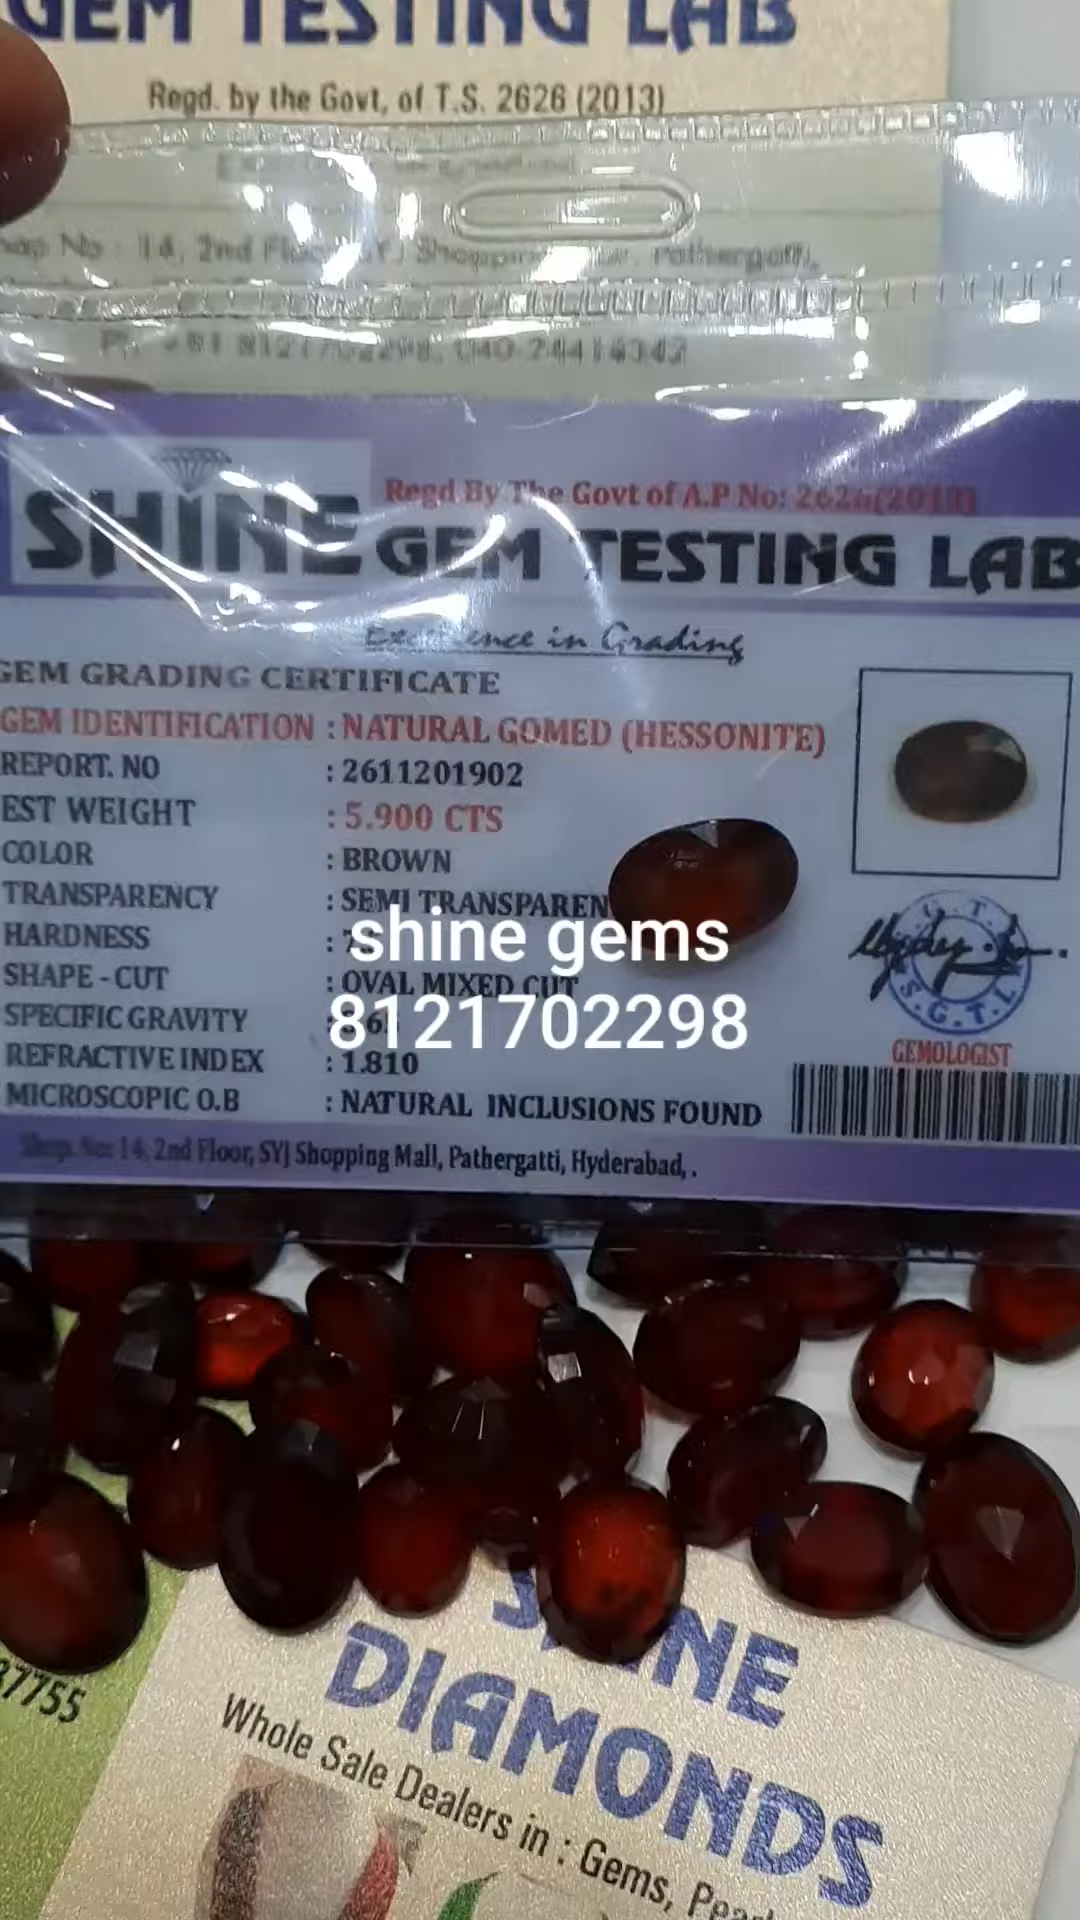 GEM TESTING LAB
Regd. by the Govt, of T.S. 2626 (2013)
14, 2nd
SHINE
Regd By The Govt of A.P No:
GEM TESTING LAB
in Grading
GEM GRADING CERTIFICATE
GEM IDENTIFICATION : NATURAL GOMED (HESSONITE)
REPORT. NO : 2611201902
EST WEIGHT : 5.900 CTS
COLOR : BROWN
TRANSPARENCY : SEMI TRANSPAREN
HARDNESS
shine gems
SHAPE - CUT : OVAL MIXED CUT
SPECIFIC GRAVITY
8121702298
REFRACTIVE INDEX : 1.810
MICROSCOPIC O.B : NATURAL INCLUSIONS FOUND
GEMOLOGIST
Shop. No: 14, 2nd Floor, SYJ Shopping Mall, Pathergatti, Hyderabad, .
37755
DIAMONDS
Whole Sale Dealers in : Gems,